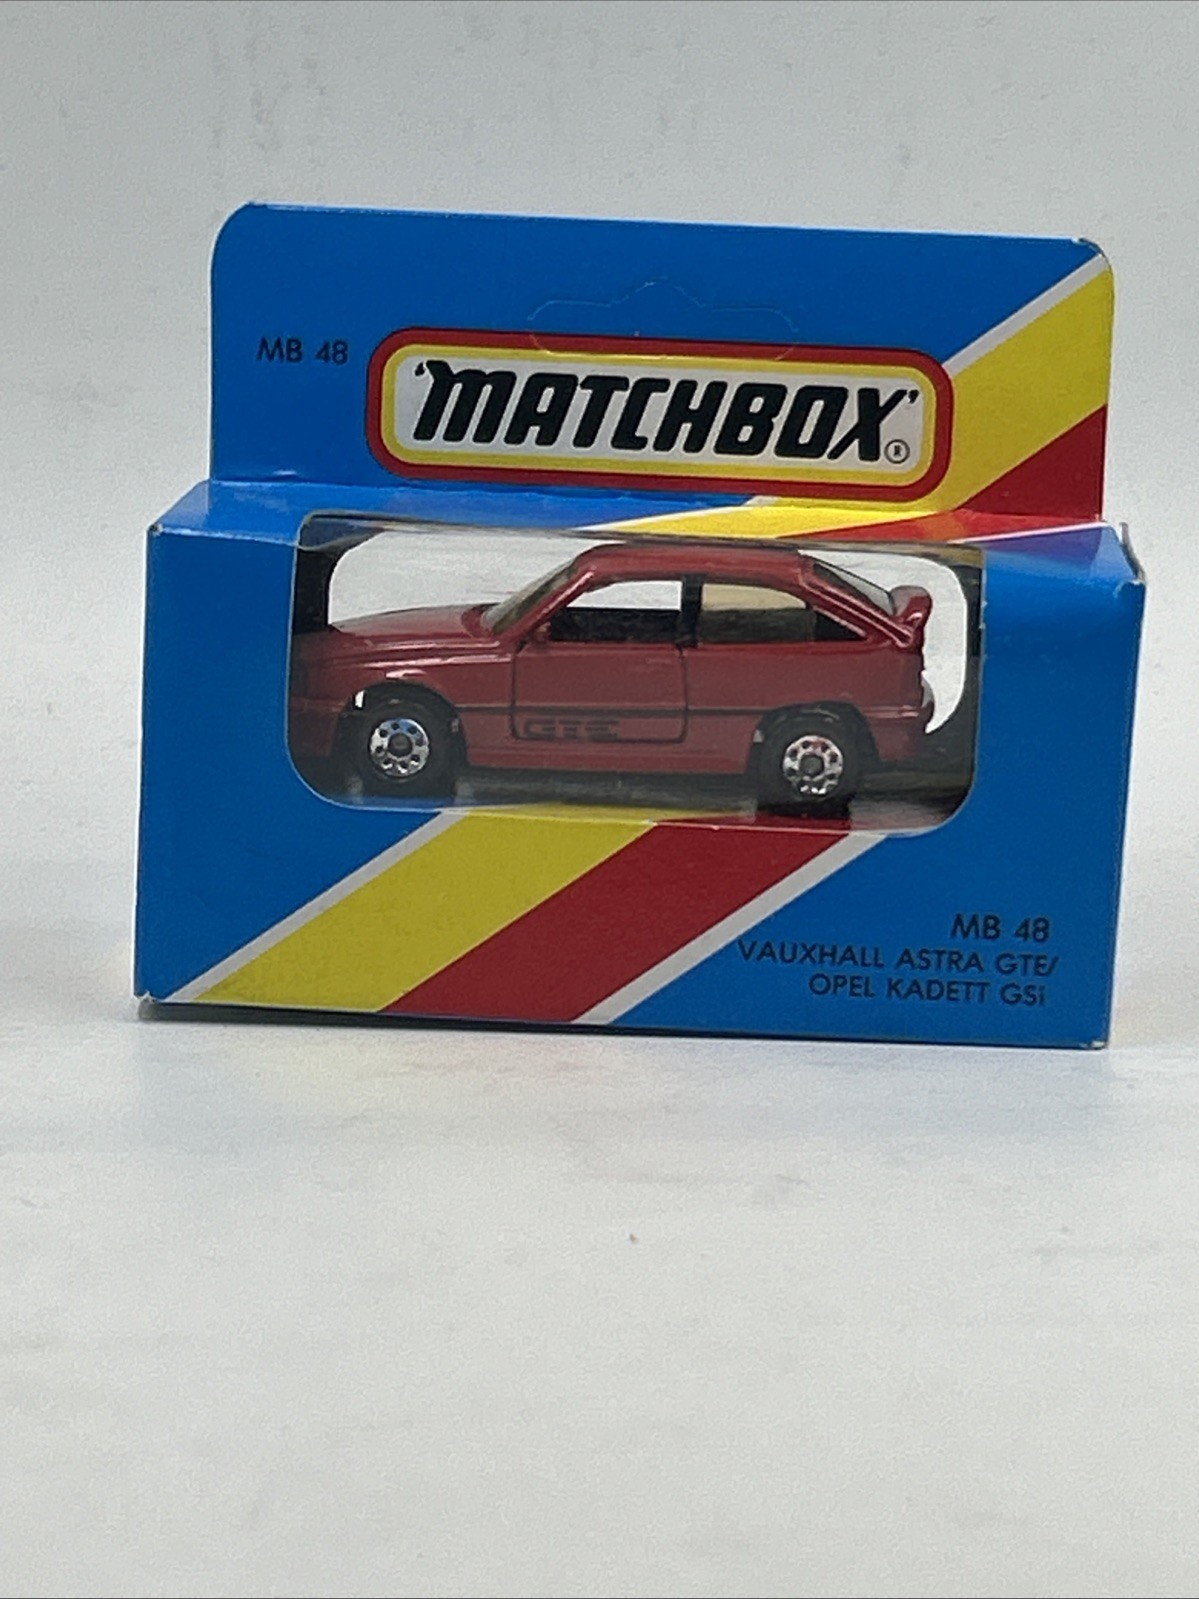 MB 48
'MATCHBOX'®
GTE
MB 48
VAUXHALL ASTRA GTE/
OPEL KADETT GSi